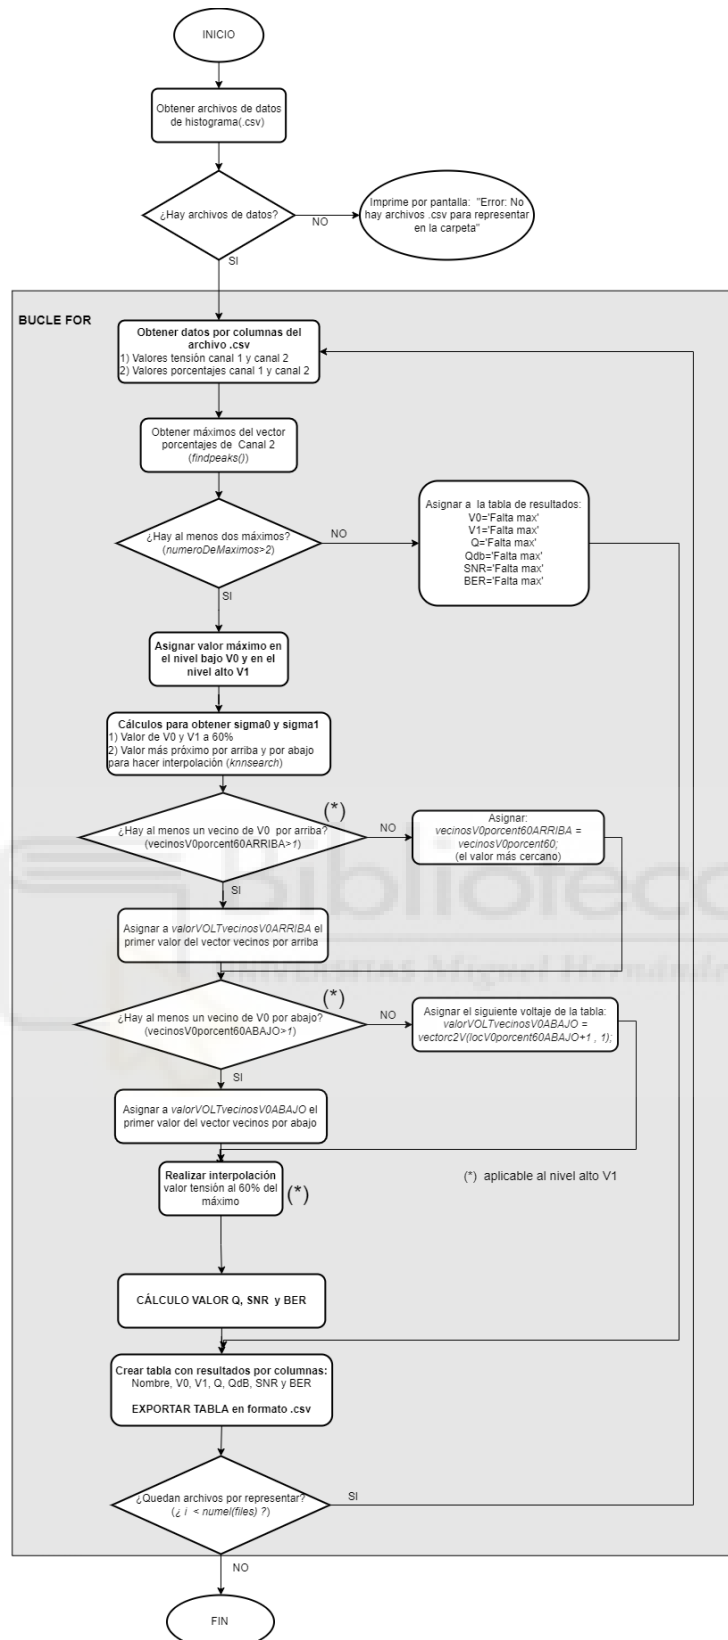 INICIO
Obtener archivos de datos
de histograma(.csv)
¿Hay archivos de datos?
NO
Imprime por pantalla: "Error: No
hay archivos .csv para representar
en la carpeta"
SI
BUCLE FOR
Obtener datos por columnas del
archivo .csv
1) Valores tensión canal 1 y canal 2
2) Valores porcentajes canal 1 y canal 2
Obtener máximos del vector
porcentajes de Canal 2
(findpeaks())
¿Hay al menos dos máximos?
(numeroDeMaximos>2)
NO
Asignar a la tabla de resultados:
V0='Falta max'
V1='Falta max'
Q='Falta max'
Qdb='Falta max'
SNR='Falta max'
BER='Falta max'
SI
Asignar valor máximo en
el nivel bajo V0 y en el
nivel alto V1
Cálculos para obtener sigma0 y sigma1
1) Valor de V0 y V1 a 60%
2) Valor más próximo por arriba y por abajo
para hacer interpolación (knnsearch)
(*)
¿Hay al menos un vecino de V0 por arriba?
(vecinosV0porcent60ARRIBA>1)
NO
Asignar:
vecinosV0porcent60ARRIBA =
vecinosV0porcent60;
(el valor más cercano)
SI
Asignar a valorVOLTvecinosV0ARRIBA el
primer valor del vector vecinos por arriba
Biblioteca
UNIVERSITAS Miguel Hernández
(*)
¿Hay al menos un vecino de V0 por abajo?
(vecinosV0porcent60ABAJO>1)
NO
Asignar el siguiente voltaje de la tabla:
valorVOLTvecinosV0ABAJO =
vectorc2V(locV0porcent60ABAJO+1 , 1);
SI
Asignar a valorVOLTvecinosV0ABAJO el
primer valor del vector vecinos por abajo
Realizar interpolación
valor tensión al 60% del
máximo
(*)
(*) aplicable al nivel alto V1
CÁLCULO VALOR Q, SNR y BER
Crear tabla con resultados por columnas:
Nombre, V0, V1, Q, QdB, SNR y BER
EXPORTAR TABLA en formato .csv
¿Quedan archivos por representar?
(¿ i < numel(files) ?)
SI
NO
FIN